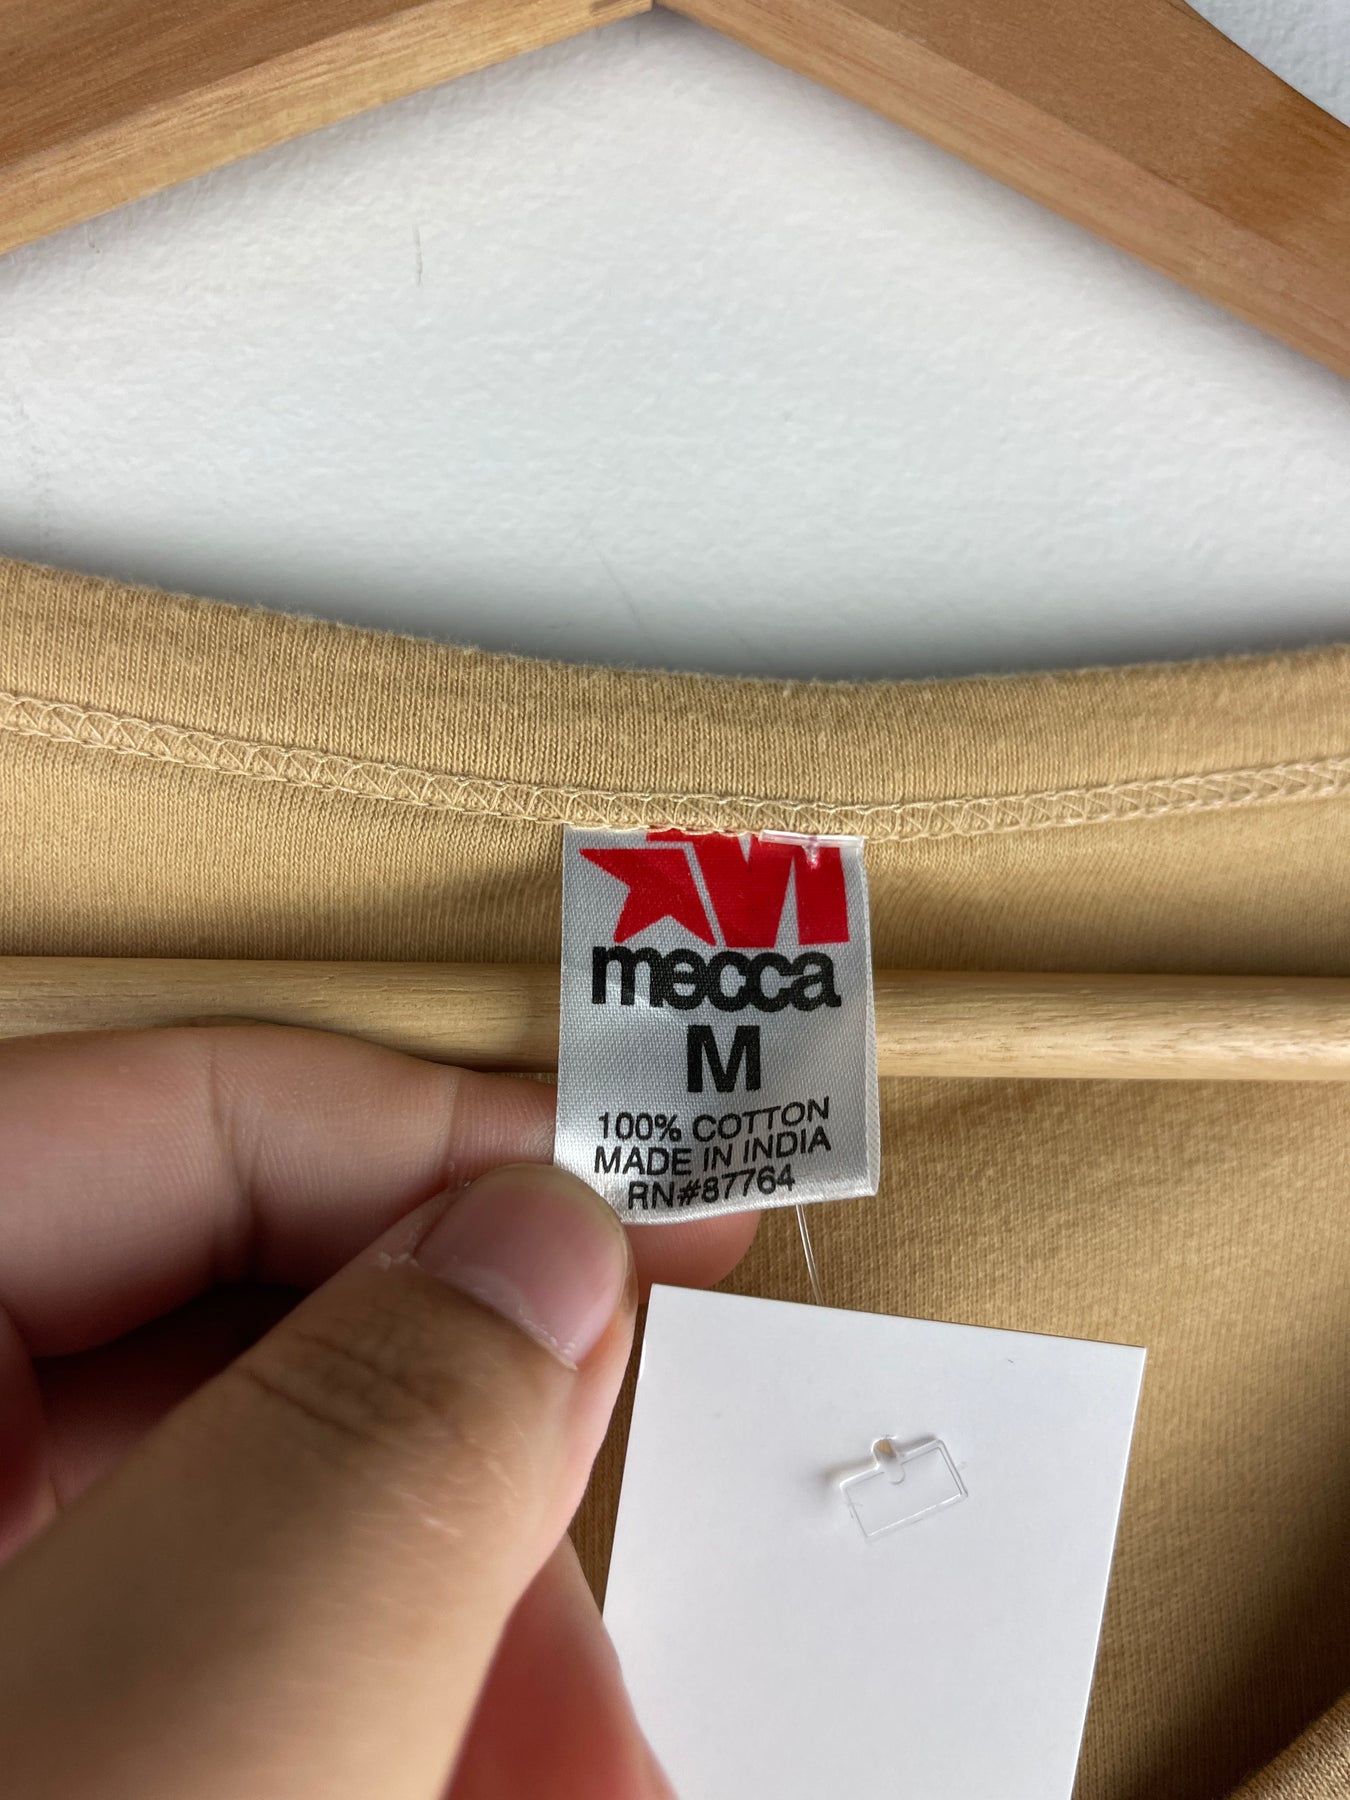 mecca
M
100% COTTON
MADE IN INDIA
RN#87764